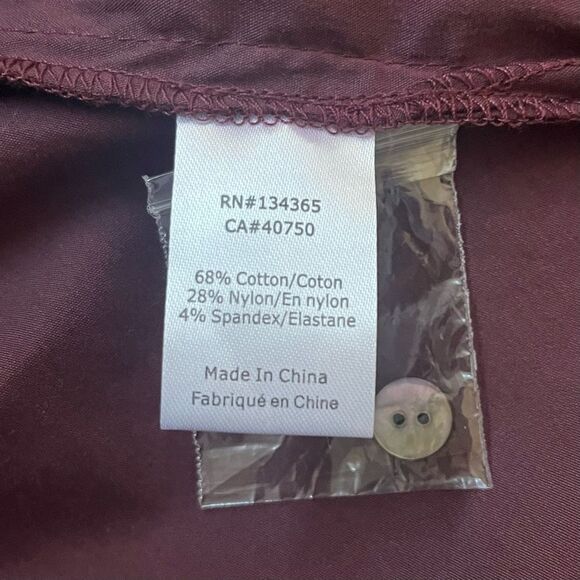 RN#134365
CA#40750
68% Cotton/Coton
28% Nylon/En nylon
4% Spandex/Elastane
Made In China
Fabriqué en Chine